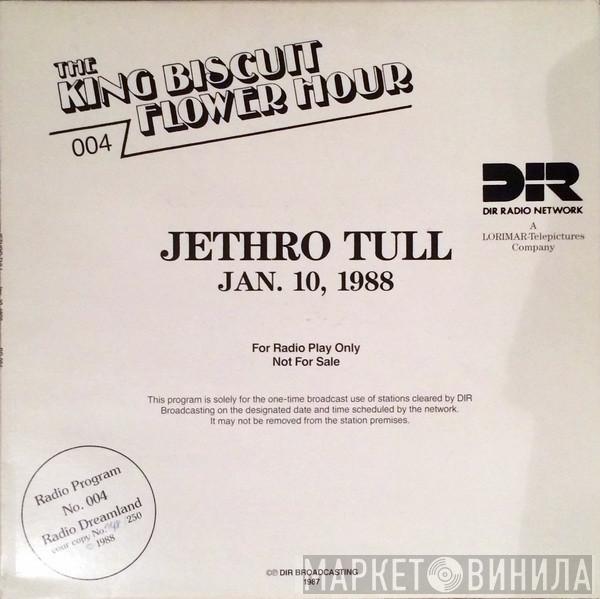 THE
KING BISCUIT
FLOWER HOUR
004
DIR
DIR RADIO NETWORK
A
LORIMAR-Telepictures
Company
JETHRO TULL
JAN. 10, 1988
For Radio Play Only
Not For Sale
This program is solely for the one-time broadcast use of stations cleared by DIR
Broadcasting on the designated date and time scheduled by the network.
It may not be removed from the station premises.
Radio Program
No. 004
Radio Dreamland
your copy No. 250
© 1988
©℗ DIR BROADCASTING
1987
МАРКЕТ ВИНИЛА